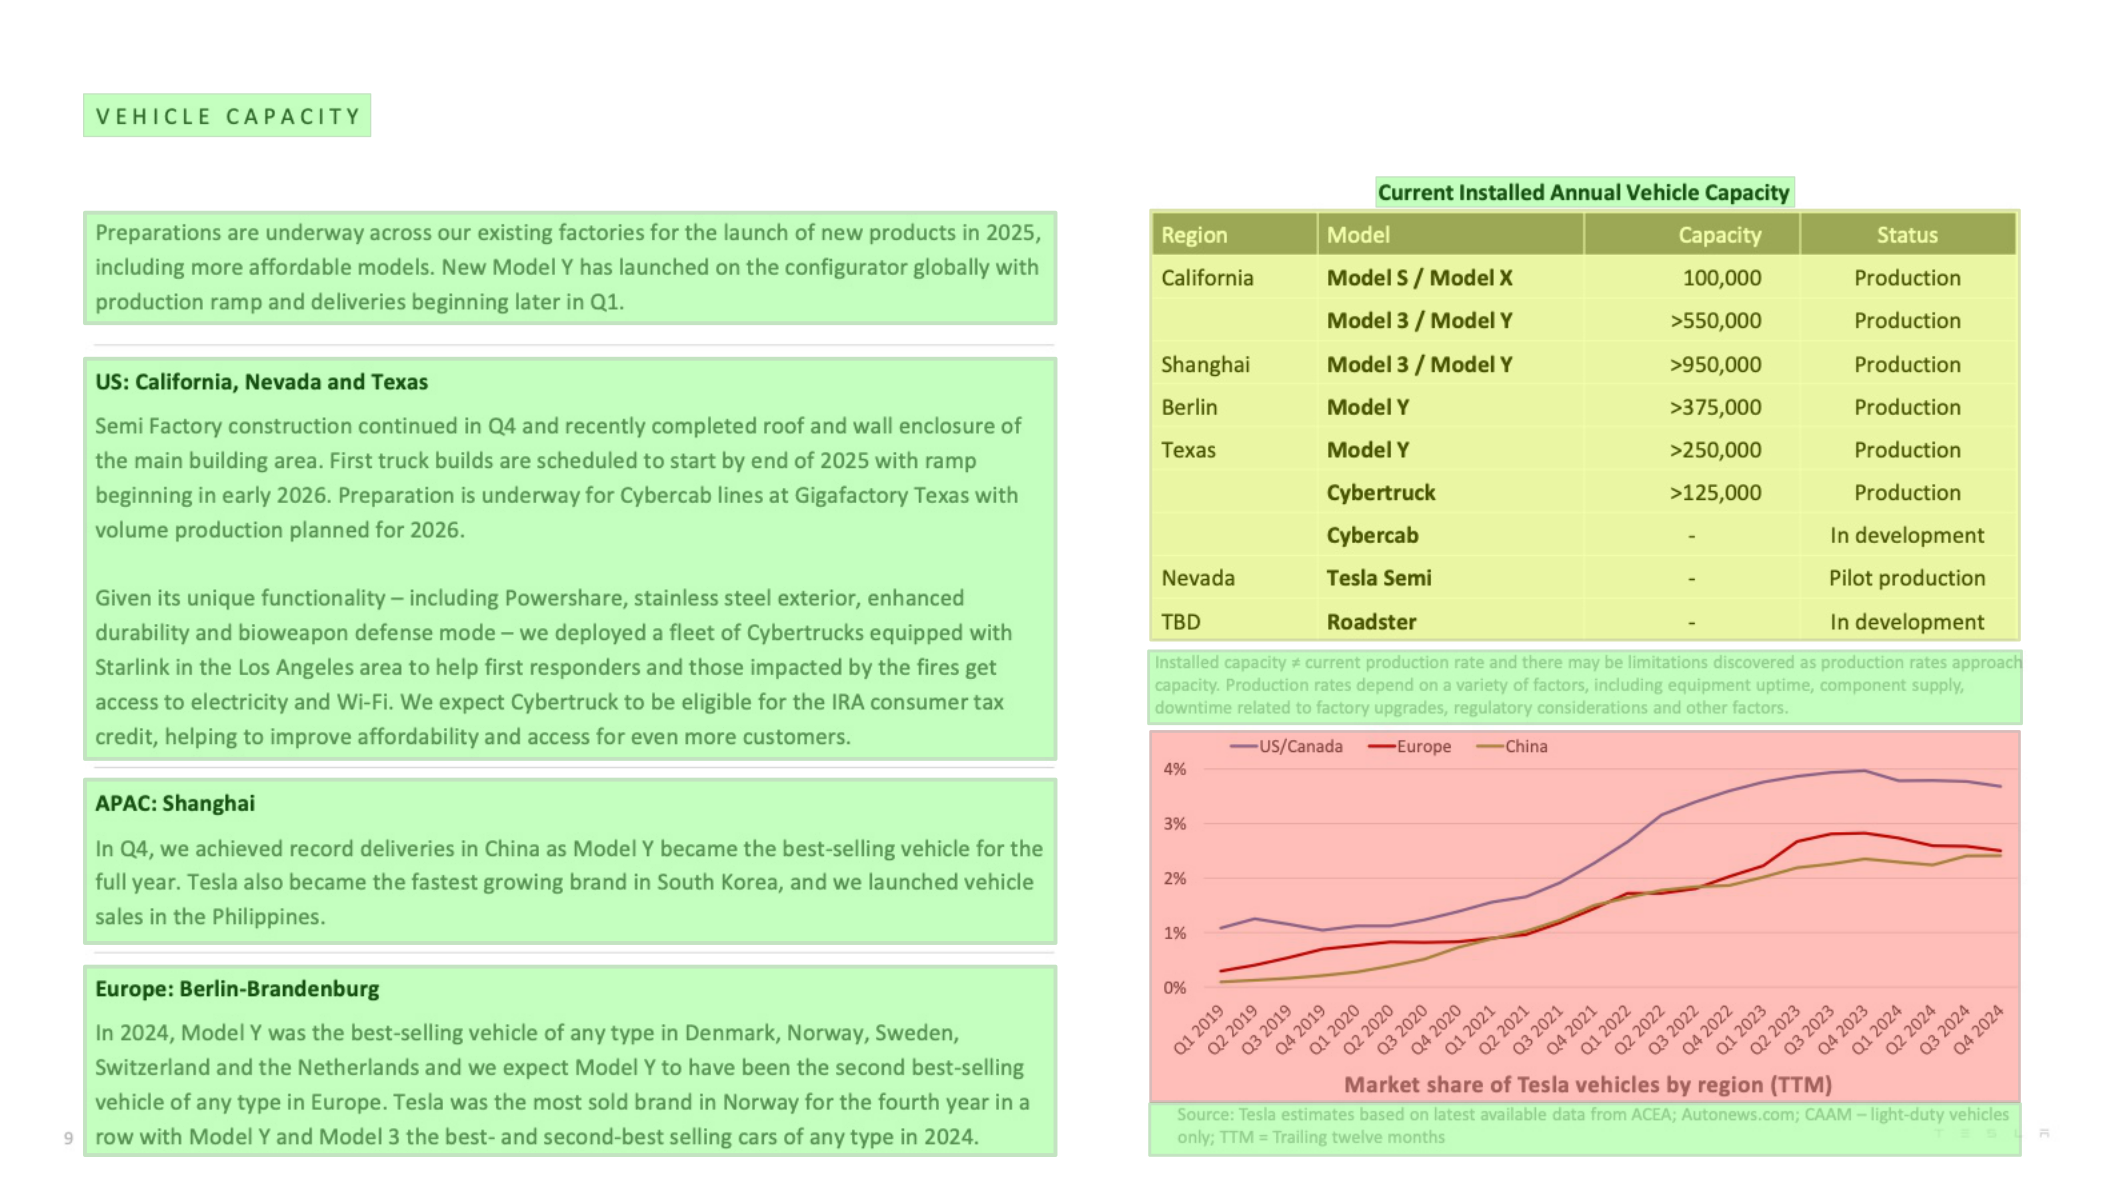 VEHICLE CAPACITY
Preparations are underway across our existing factories for the launch of new products in 2025,
including more affordable models. New Model Y has launched on the configurator globally with
production ramp and deliveries beginning later in Q1.
US: California, Nevada and Texas
Semi Factory construction continued in Q4 and recently completed roof and wall enclosure of
the main building area. First truck builds are scheduled to start by end of 2025 with ramp
beginning in early 2026. Preparation is underway for Cybercab lines at Gigafactory Texas with
volume production planned for 2026.
Given its unique functionality – including Powershare, stainless steel exterior, enhanced
durability and bioweapon defense mode – we deployed a fleet of Cybertrucks equipped with
Starlink in the Los Angeles area to help first responders and those impacted by the fires get
access to electricity and Wi-Fi. We expect Cybertruck to be eligible for the IRA consumer tax
credit, helping to improve affordability and access for even more customers.
APAC: Shanghai
In Q4, we achieved record deliveries in China as Model Y became the best-selling vehicle for the
full year. Tesla also became the fastest growing brand in South Korea, and we launched vehicle
sales in the Philippines.
Europe: Berlin-Brandenburg
In 2024, Model Y was the best-selling vehicle of any type in Denmark, Norway, Sweden,
Switzerland and the Netherlands and we expect Model Y to have been the second best-selling
vehicle of any type in Europe. Tesla was the most sold brand in Norway for the fourth year in a
row with Model Y and Model 3 the best- and second-best selling cars of any type in 2024.
9
Current Installed Annual Vehicle Capacity
Region Model Capacity Status
California Model S / Model X 100,000 Production
Model 3 / Model Y >550,000 Production
Shanghai Model 3 / Model Y >950,000 Production
Berlin Model Y >375,000 Production
Texas Model Y >250,000 Production
Cybertruck >125,000 Production
Cybercab - In development
Nevada Tesla Semi - Pilot production
TBD Roadster - In development
Installed capacity ≠ current production rate and there may be limitations discovered as production rates approach
capacity. Production rates depend on a variety of factors, including equipment uptime, component supply,
downtime related to factory upgrades, regulatory considerations and other factors.
US/Canada Europe China
4%
3%
2%
1%
0%
Q1 2019 Q2 2019 Q3 2019 Q4 2019 Q1 2020 Q2 2020 Q3 2020 Q4 2020 Q1 2021 Q2 2021 Q3 2021 Q4 2021 Q1 2022 Q2 2022 Q3 2022 Q4 2022 Q1 2023 Q2 2023 Q3 2023 Q4 2023 Q1 2024 Q2 2024 Q3 2024 Q4 2024
Market share of Tesla vehicles by region (TTM)
Source: Tesla estimates based on latest available data from ACEA; Autonews.com; CAAM – light-duty vehicles
only; TTM = Trailing twelve months
TESLA